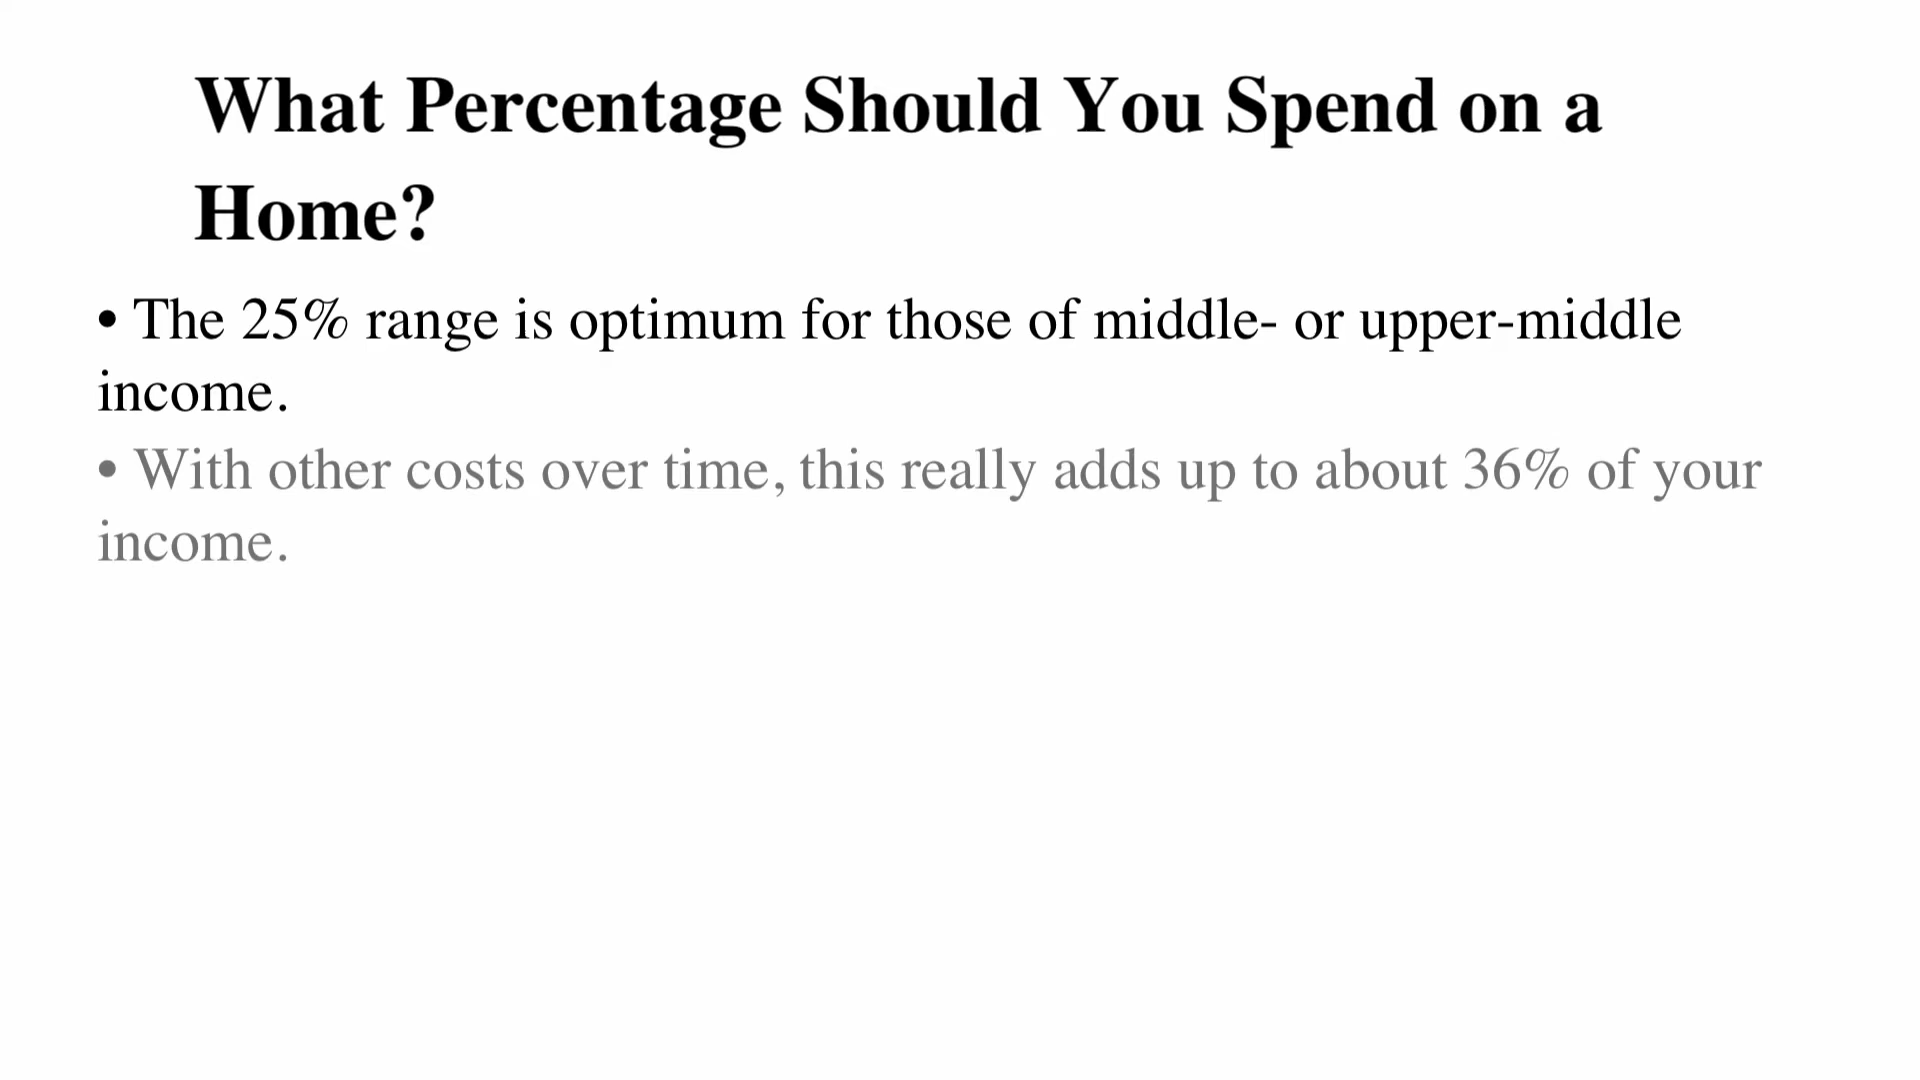 What Percentage Should You Spend on a
Home?
• The 25% range is optimum for those of middle- or upper-middle
income.
• With other costs over time, this really adds up to about 36% of your
income.